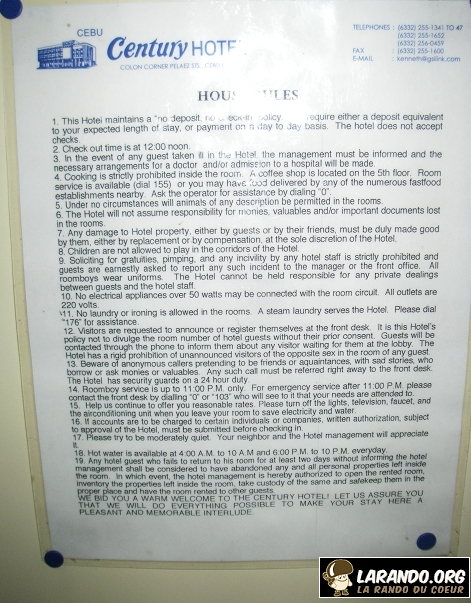 CEBU
Century HOTE
COLON CORNER PELAEZ STS.
TELEPHONES : (6332) 255-1341 TO 47
: (6332) 255-1652
: (6332) 256-0459
FAX : (6332) 255-1600
E-MAIL : kenneth@gsilink.com
HOUSE RULES
1. This Hotel maintains a "no deposit, no check-in" policy. require either a deposit equivalent
to your expected length of stay, or payment on a day to day basis. The hotel does not accept
checks.
2. Check out time is at 12:00 noon.
3. In the event of any guest taken ill in the Hotel, the management must be informed and the
necessary arrangements for a doctor and/or admission to a hospital will be made.
4. Cooking is strictly prohibited inside the room. A coffee shop is located on the 5th floor. Room
service is available (dial 155) or you may have food delivered by any of the numerous fastfood
establishments nearby. Ask the operator for assistance by dialing "0".
5. Under no circumstances will animals of any description be permitted in the rooms.
6. The Hotel will not assume responsibility for monies, valuables and/or important documents lost
in the rooms.
7. Any damage to Hotel property, either by guests or by their friends, must be duly made good
by them, either by replacement or by compensation, at the sole discretion of the Hotel.
8. Children are not allowed to play in the corridors of the Hotel.
9. Soliciting for gratuities, pimping, and any incivility by any hotel staff is strictly prohibited and
guests are earnestly asked to report any such incident to the manager or the front office. All
roomboys wear uniforms. The Hotel cannot be held responsible for any private dealings
between guests and the hotel staff.
10. No electrical appliances over 50 watts may be connected with the room circuit. All outlets are
220 volts.
11. No laundry or ironing is allowed in the rooms. A steam laundry serves the Hotel. Please dial
"176" for assistance.
12. Visitors are requested to announce or register themselves at the front desk. It is this Hotel's
policy not to divulge the room number of hotel guests without their prior consent. Guests will be
contacted through the phone to inform them about any visitor waiting for them at the lobby. The
Hotel has a rigid prohibition of unannounced visitors of the opposite sex in the room of any guest.
13. Beware of anonymous callers pretending to be friends or aquaintances, with sad stories, who
borrow or ask monies or valuables. Any such call must be referred right away to the front desk.
The Hotel has security guards on a 24 hour duty.
14. Roomboy service is up to 11:00 P.M. only. For emergency service after 11:00 P.M. please
contact the front desk by dialling "0" or "103" who will see to it that your needs are attended to.
15. Help us continue to offer you reasonable rates. Please turn off the lights, television, faucet, and
the airconditioning unit when you leave your room to save electricity and water.
16. If accounts are to be charged to certain individuals or companies, written authorization, subject
to approval of the Hotel, must be submitted before checking in.
17. Please try to be moderately quiet. Your neighbor and the Hotel management will appreciate
it.
18. Hot water is available at 4:00 A.M. to 10 A.M and 6:00 P.M. to 10 P.M. everyday.
19. Any hotel guest who fails to return to his room for at least two days without informing the hotel
management shall be considered to have abandoned any and all personal properties left inside
the room. In which event, the hotel management is hereby authorized to open the rented room,
inventory the properties left inside the room, take custody of the same and safekeep them in the
proper place and have the room rented to other guests.
WE BID YOU A WARM WELCOME TO THE CENTURY HOTEL! LET US ASSURE YOU
THAT WE WILL DO EVERYTHING POSSIBLE TO MAKE YOUR STAY HERE A
PLEASANT AND MEMORABLE INTERLUDE.
LARANDO.ORG
LA RANDO DU COEUR